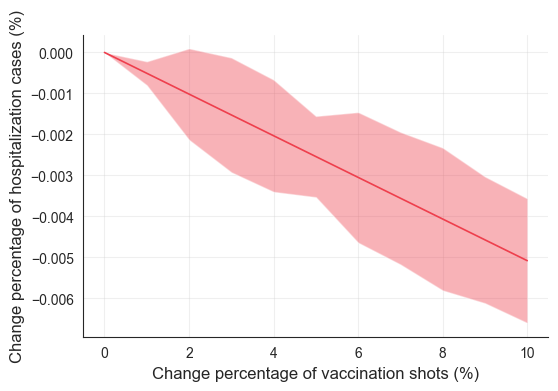 Change percentage of hospitalization cases (%)
0.000
−0.001
−0.002
−0.003
−0.004
−0.005
−0.006
0 2 4 6 8 10
Change percentage of vaccination shots (%)